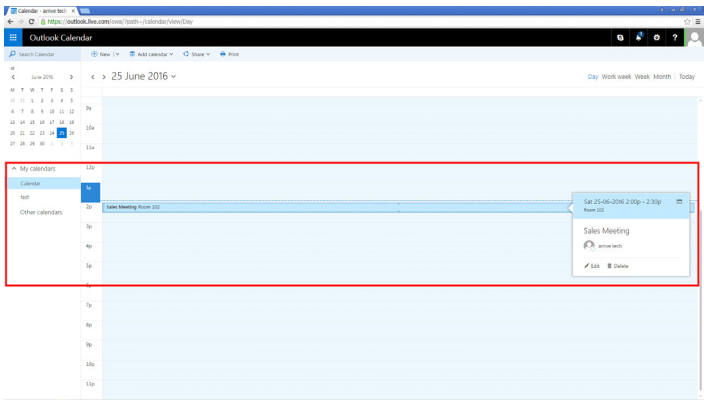 Calendar - arrive tech
https://outlook.live.com/owa/?path=/calendar/view/Day
Outlook Calendar
?
Search Calendar
New
Add calendar
Share
Print
June 2016
25 June 2016
Day Work week Week Month Today
M T W T F S S
30 31 1 2 3 4 5
6 7 8 9 10 11 12
13 14 15 16 17 18 19
20 21 22 23 24 25 26
27 28 29 30 1 2 3
My calendars
Calendar
test
Other calendars
9a
10a
11a
12p
1p
2p
Sales Meeting Room 102
3p
4p
5p
6p
7p
8p
9p
10p
11p
Sat 25-06-2016 2:00p - 2:30p
Room 102
Sales Meeting
arrive tech
Edit
Delete